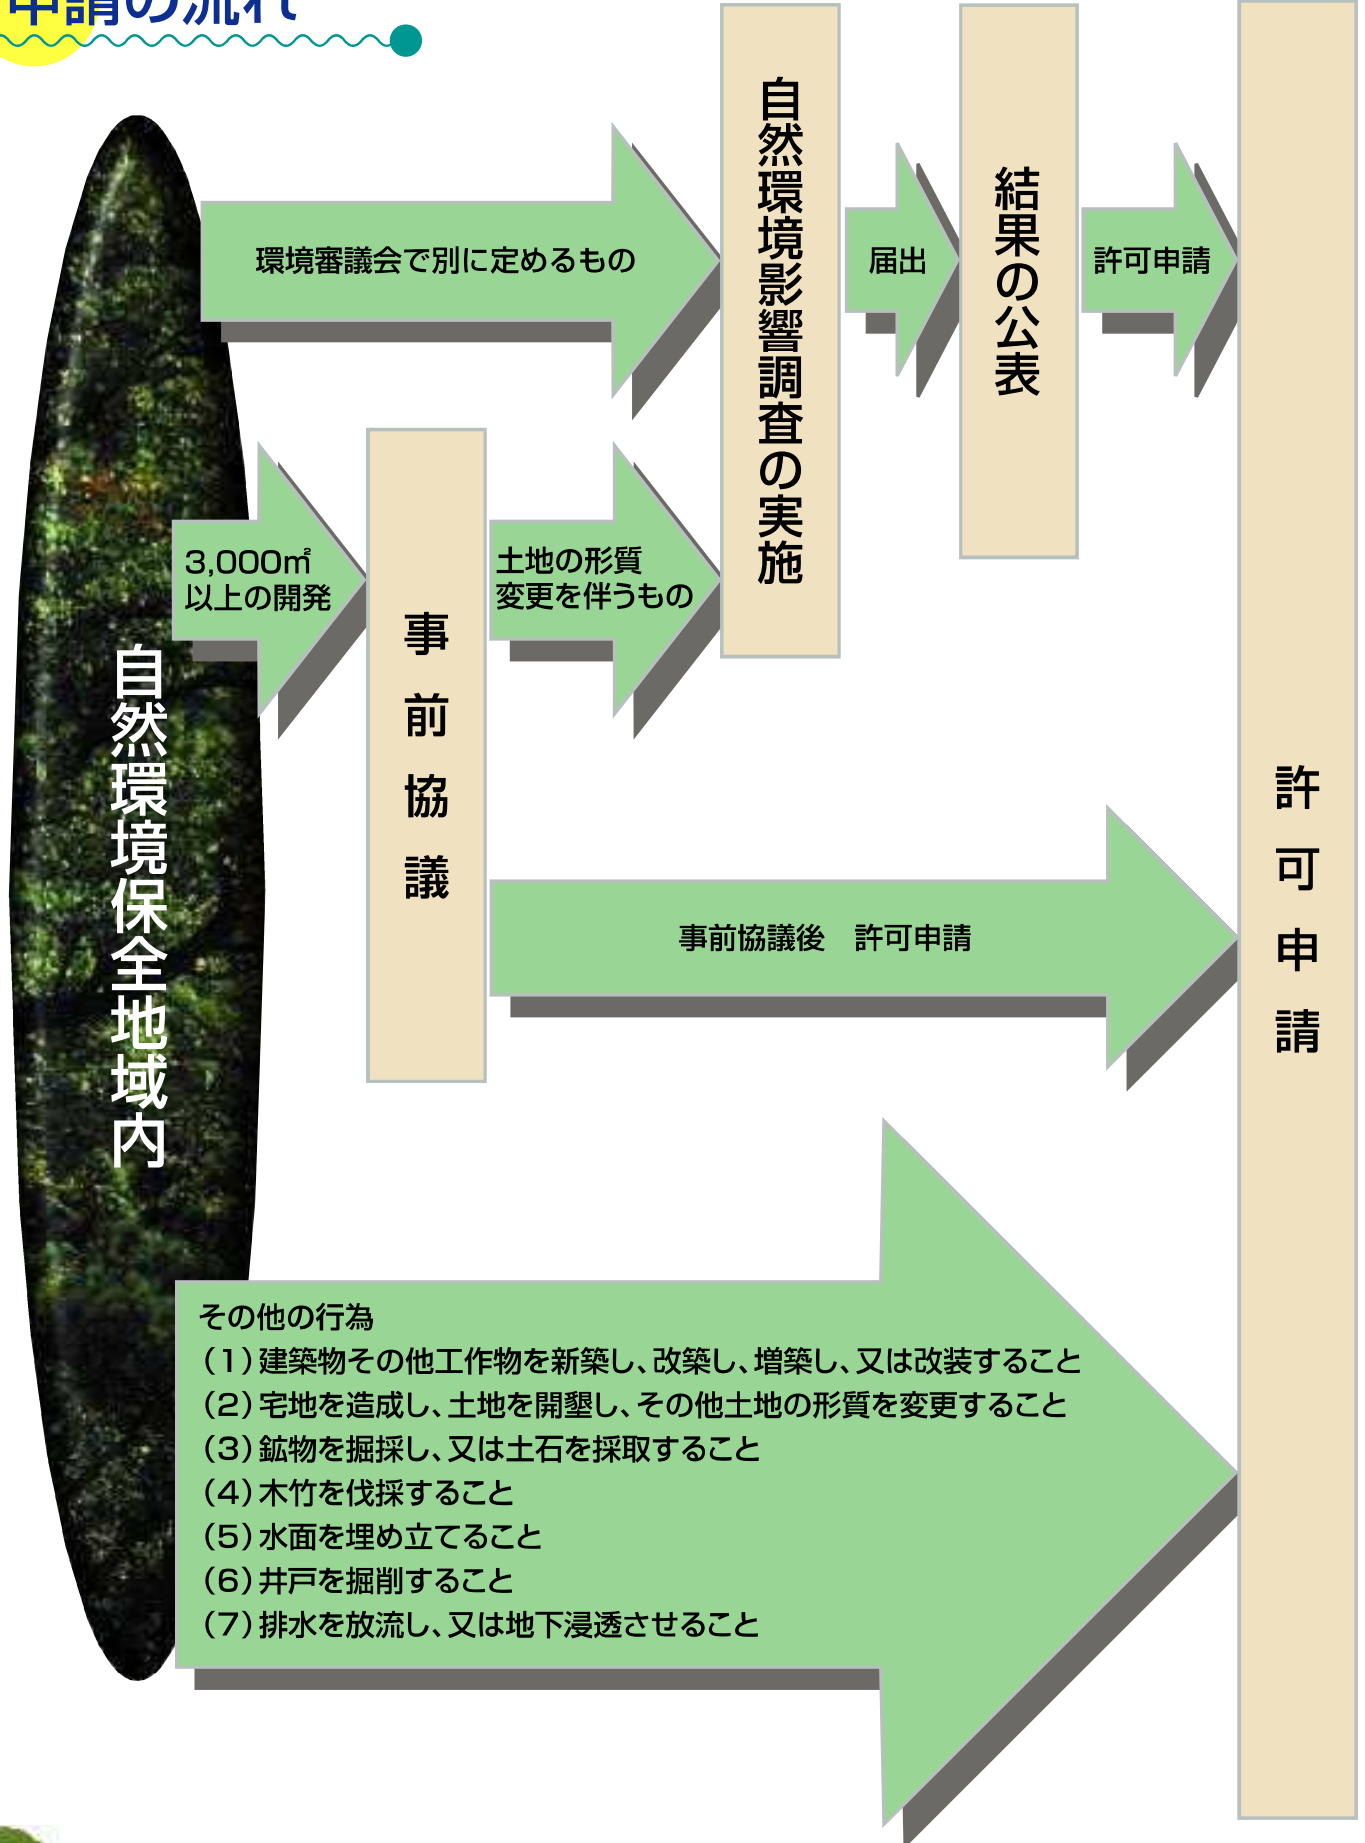 申請の流れ
自然環境保全地域内
環境審議会で別に定めるもの
自然環境影響調査の実施
届出
結果の公表
許可申請
3,000㎡
以上の開発
事前協議
土地の形質
変更を伴うもの
事前協議後　許可申請
許可申請
その他の行為
（1）建築物その他工作物を新築し、改築し、増築し、又は改装すること
（2）宅地を造成し、土地を開墾し、その他土地の形質を変更すること
（3）鉱物を掘採し、又は土石を採取すること
（4）木竹を伐採すること
（5）水面を埋め立てること
（6）井戸を掘削すること
（7）排水を放流し、又は地下浸透させること